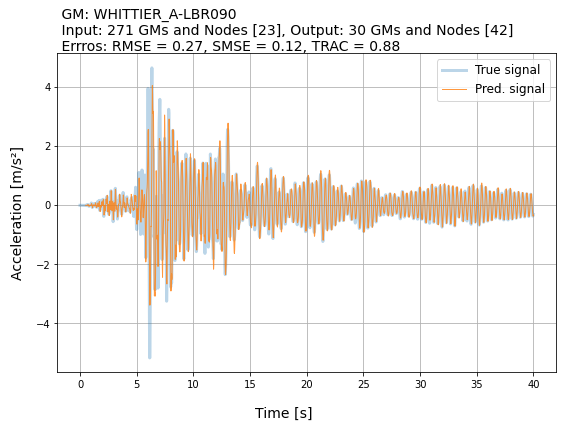 GM: WHITTIER_A-LBR090
Input: 271 GMs and Nodes [23], Output: 30 GMs and Nodes [42]
Errros: RMSE = 0.27, SMSE = 0.12, TRAC = 0.88
True signal
Pred. signal
Acceleration [m/s²]
4
2
0
−2
−4
0 5 10 15 20 25 30 35 40
Time [s]